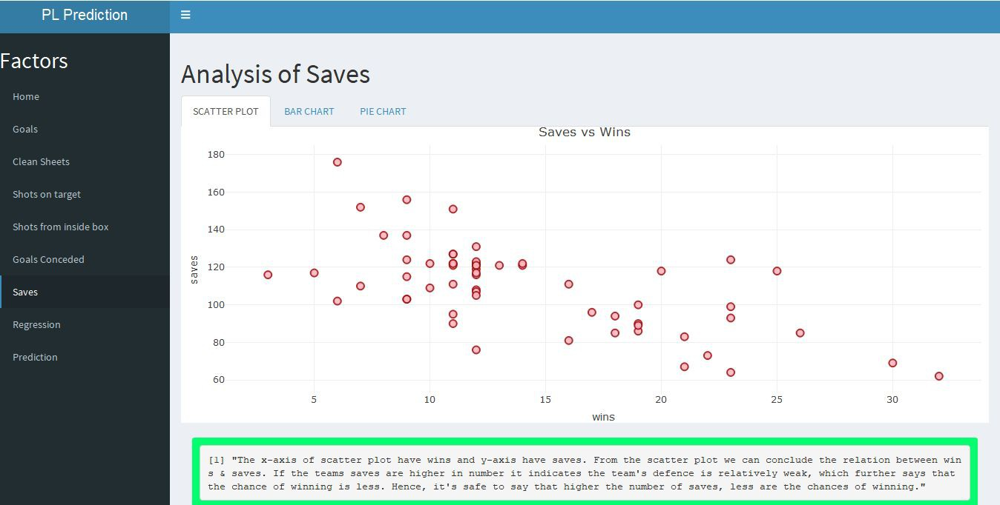 PL Prediction
Factors
Home
Goals
Clean Sheets
Shots on target
Shots from inside box
Goals Conceded
Saves
Regression
Prediction
Analysis of Saves
SCATTER PLOT BAR CHART PIE CHART
Saves vs Wins
180
160
140
120
100
80
60
saves
5 10 15 20 25 30
wins
[1] "The x-axis of scatter plot have wins and y-axis have saves. From the scatter plot we can conclude the relation between win
s & saves. If the teams saves are higher in number it indicates the team's defence is relatively weak, which further says that
the chance of winning is less. Hence, it's safe to say that higher the number of saves, less are the chances of winning."